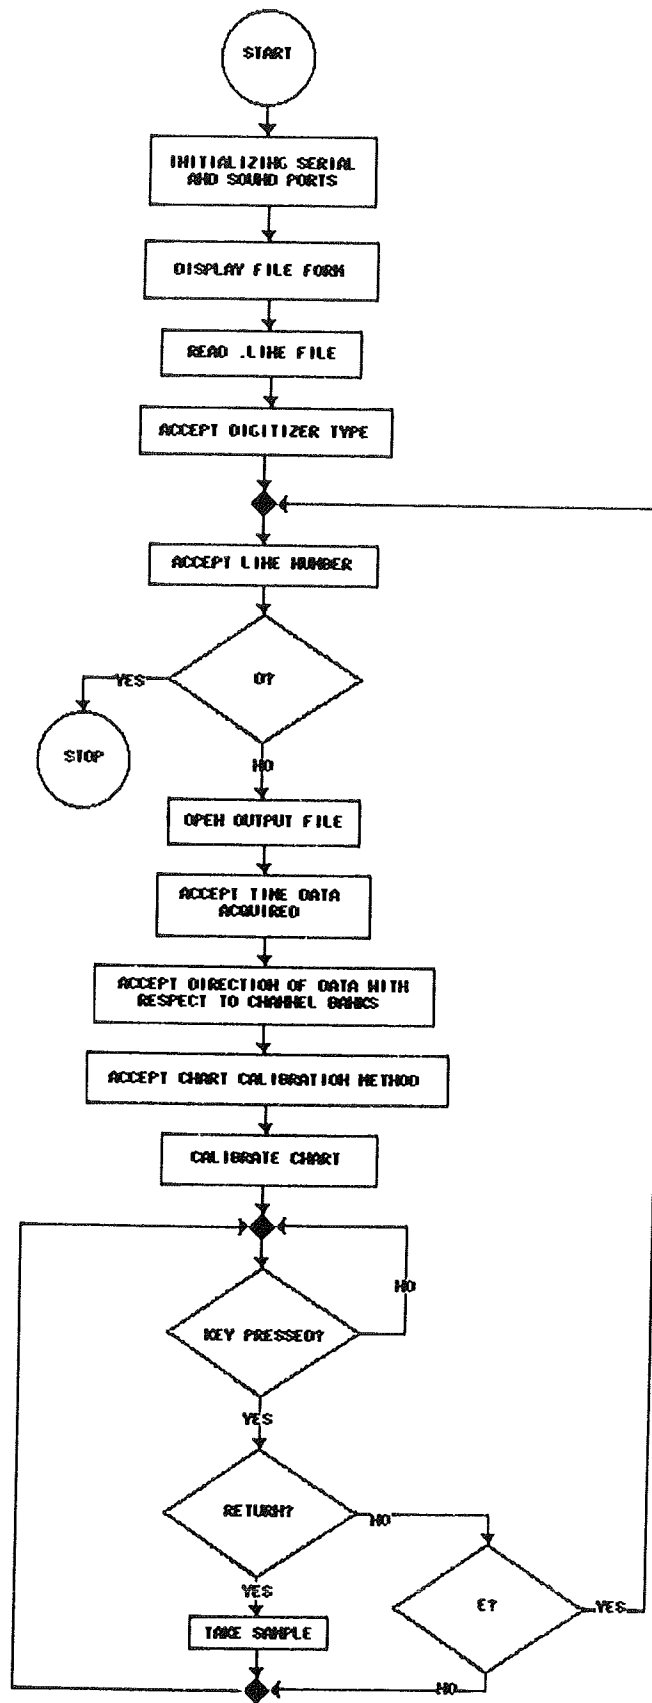 START
INITIALIZING SERIAL
AND SOUND PORTS
DISPLAY FILE FORM
READ .LINE FILE
ACCEPT DIGITIZER TYPE
ACCEPT LINE NUMBER
0?
YES
STOP
NO
OPEN OUTPUT FILE
ACCEPT TIME DATA
ACQUIRED
ACCEPT DIRECTION OF DATA WITH
RESPECT TO CHANNEL BANKS
ACCEPT CHART CALIBRATION METHOD
CALIBRATE CHART
NO
KEY PRESSED?
YES
RETURN?
NO
YES
E?
YES
TAKE SAMPLE
NO